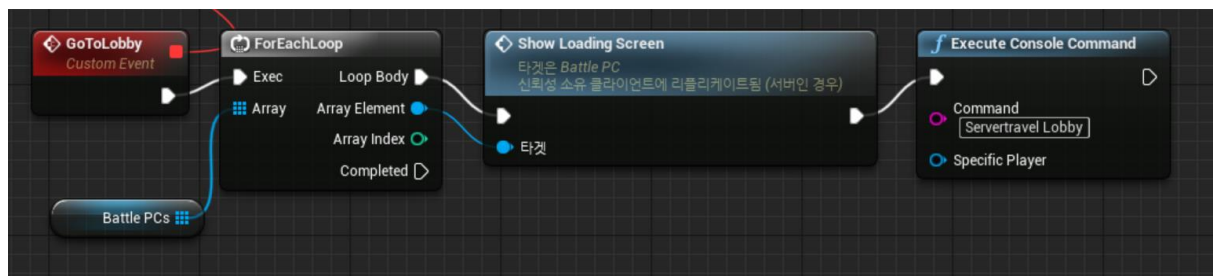 GoToLobby
Custom Event
ForEachLoop
Exec
Loop Body
Array
Array Element
Array Index
Completed
Battle PCs
Show Loading Screen
타겟은 Battle PC
신뢰성 소유 클라이언트에 리플리케이트됨 (서버인 경우)
타겟
f Execute Console Command
Command
Servertravel Lobby
Specific Player